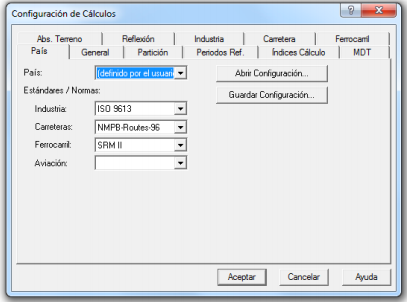 Configuración de Cálculos
Abs. Terreno Reflexión Industria Carretera Ferrocarril
País General Partición Periodos Ref. Índices Cálculo MDT
País: (definido por el usuari
Abrir Configuración...
Estándares / Normas:
Guardar Configuración...
Industria: ISO 9613
Carreteras: NMPB-Routes-96
Ferrocarril: SRM II
Aviación:
Aceptar Cancelar Ayuda